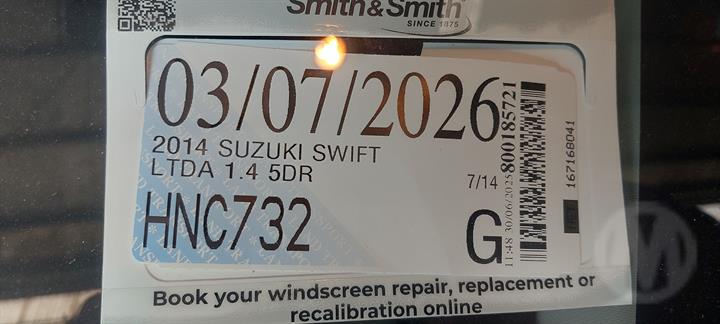 Smith&Smith®
SINCE 1875
03/07/2026
2014 SUZUKI SWIFT
LTDA 1.4 5DR
7/14
HNC732
G
11:48 30/06/2025
800185721
167168041
Book your windscreen repair, replacement or
recalibration online